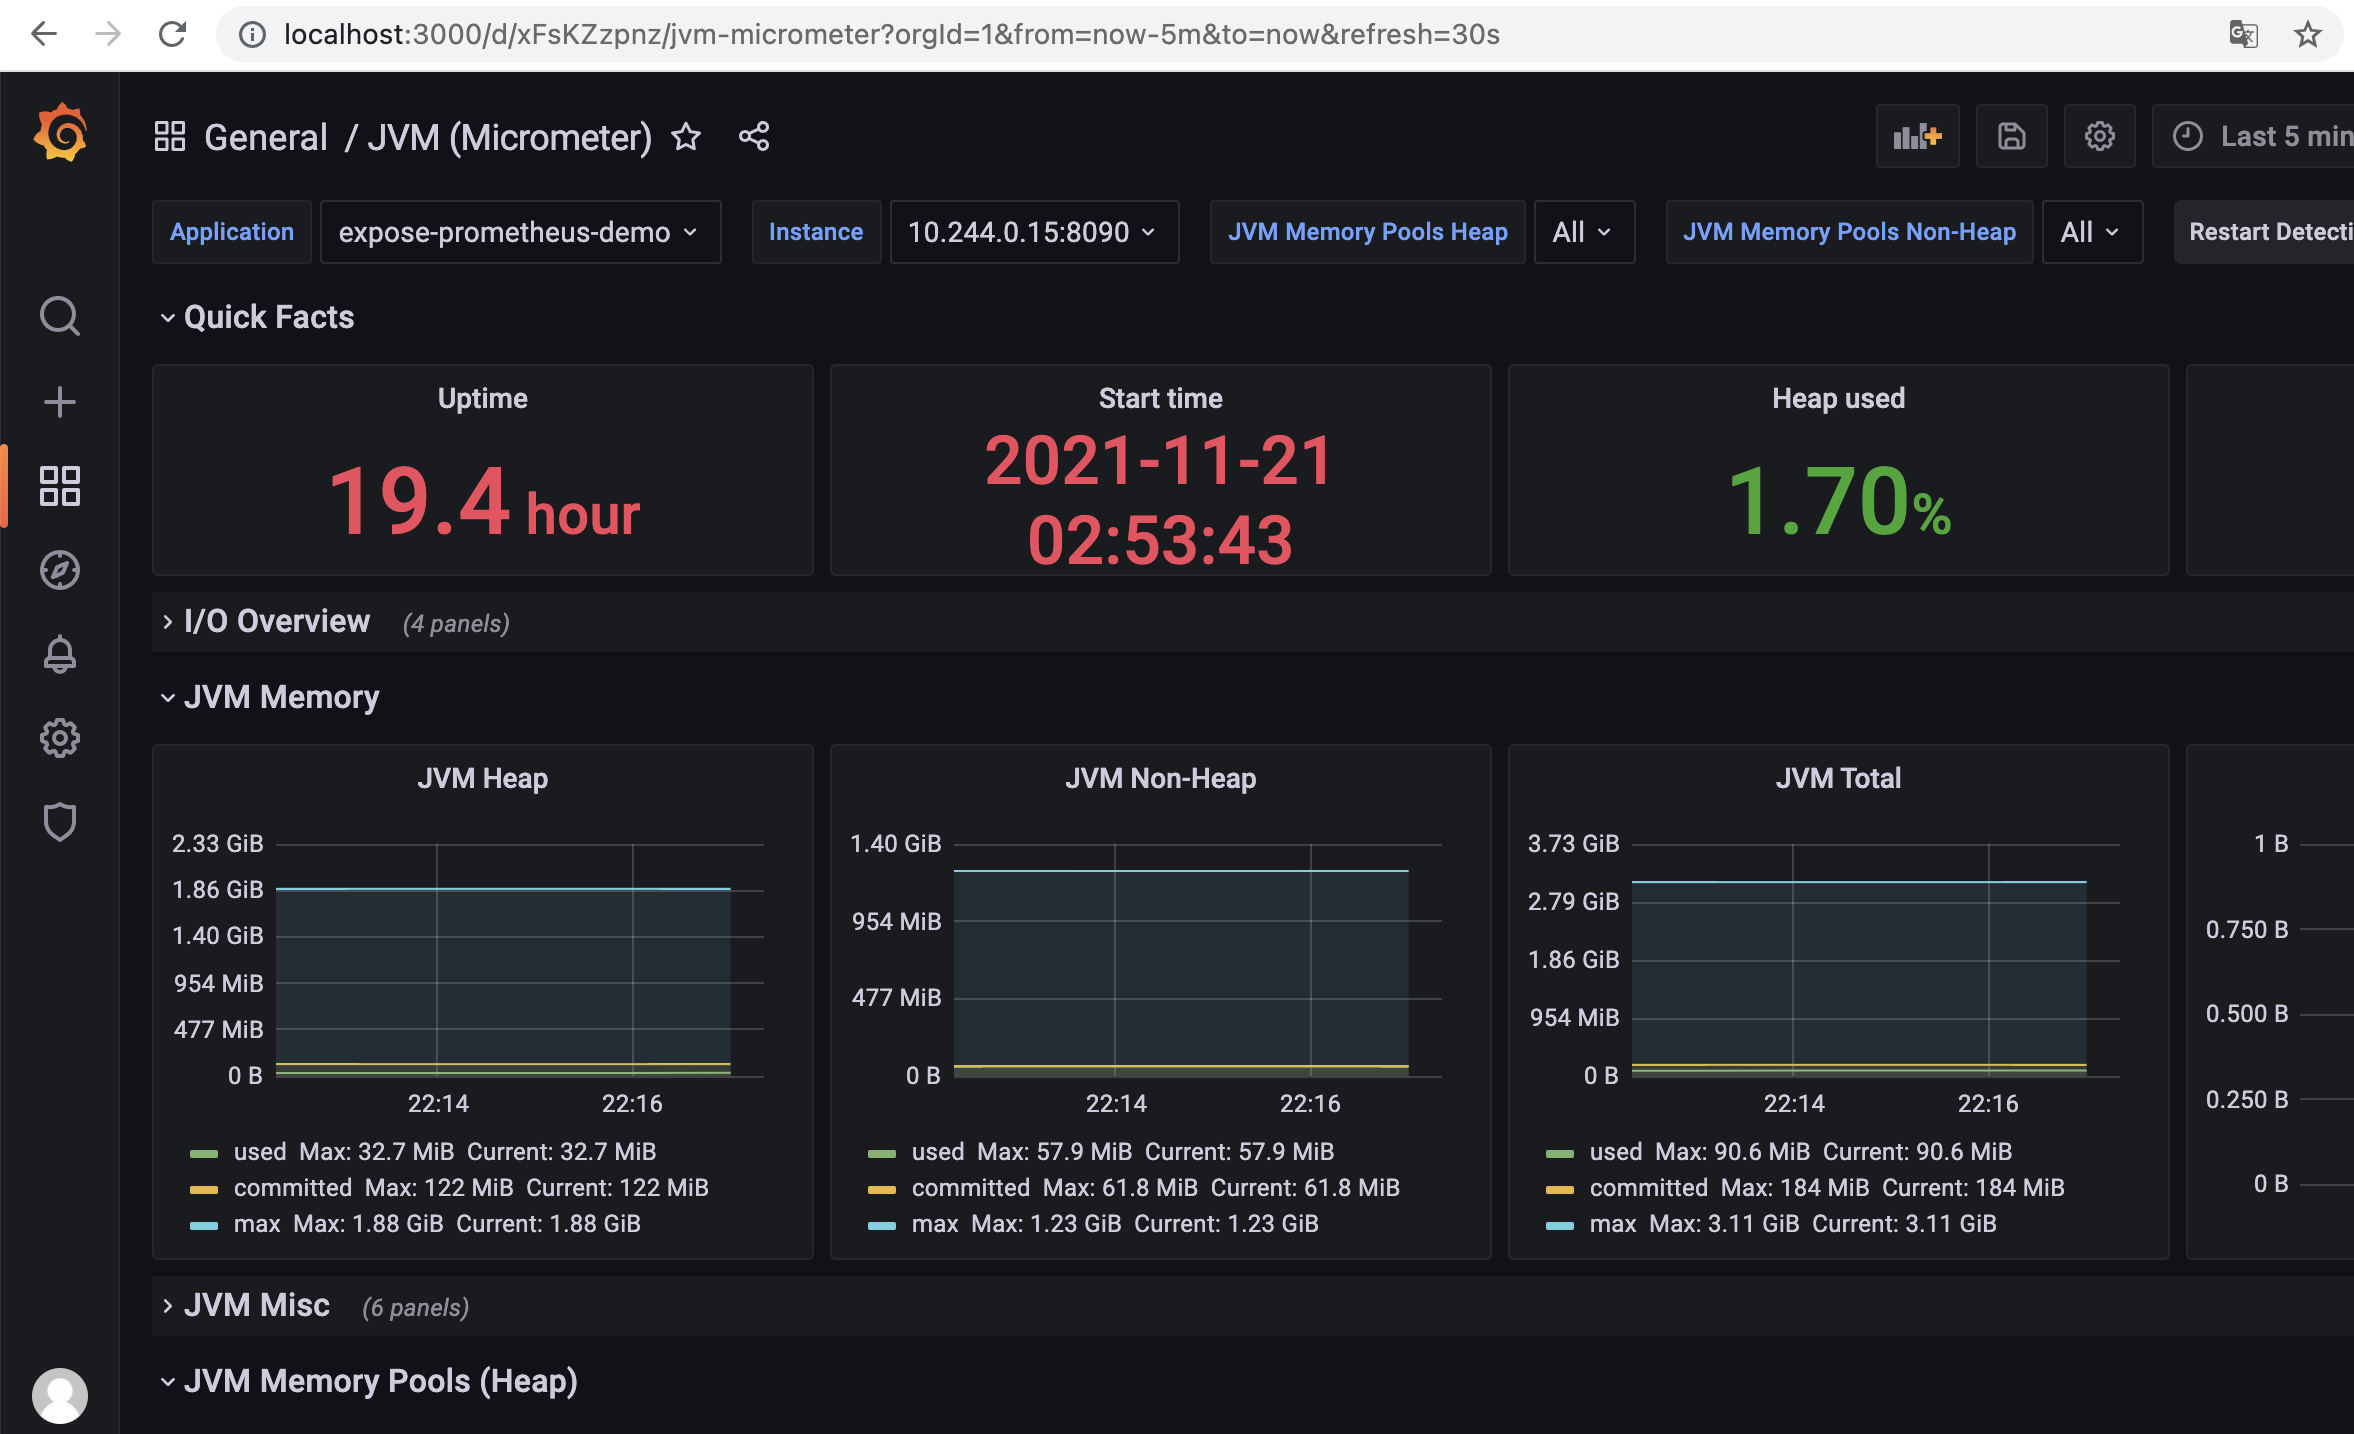 localhost:3000/d/xFsKZzpnz/jvm-micrometer?orgId=1&from=now-5m&to=now&refresh=30s
General / JVM (Micrometer)
Last 5 min
Application expose-prometheus-demo Instance 10.244.0.15:8090 JVM Memory Pools Heap All JVM Memory Pools Non-Heap All Restart Detecti
Quick Facts
Uptime
19.4 hour
Start time
2021-11-21
02:53:43
Heap used
1.70%
I/O Overview (4 panels)
JVM Memory
JVM Heap
2.33 GiB
1.86 GiB
1.40 GiB
954 MiB
477 MiB
0 B
22:14 22:16
used Max: 32.7 MiB Current: 32.7 MiB
committed Max: 122 MiB Current: 122 MiB
max Max: 1.88 GiB Current: 1.88 GiB
JVM Non-Heap
1.40 GiB
954 MiB
477 MiB
0 B
22:14 22:16
used Max: 57.9 MiB Current: 57.9 MiB
committed Max: 61.8 MiB Current: 61.8 MiB
max Max: 1.23 GiB Current: 1.23 GiB
JVM Total
3.73 GiB
2.79 GiB
1.86 GiB
954 MiB
0 B
22:14 22:16
used Max: 90.6 MiB Current: 90.6 MiB
committed Max: 184 MiB Current: 184 MiB
max Max: 3.11 GiB Current: 3.11 GiB
1 B
0.750 B
0.500 B
0.250 B
0 B
JVM Misc (6 panels)
JVM Memory Pools (Heap)